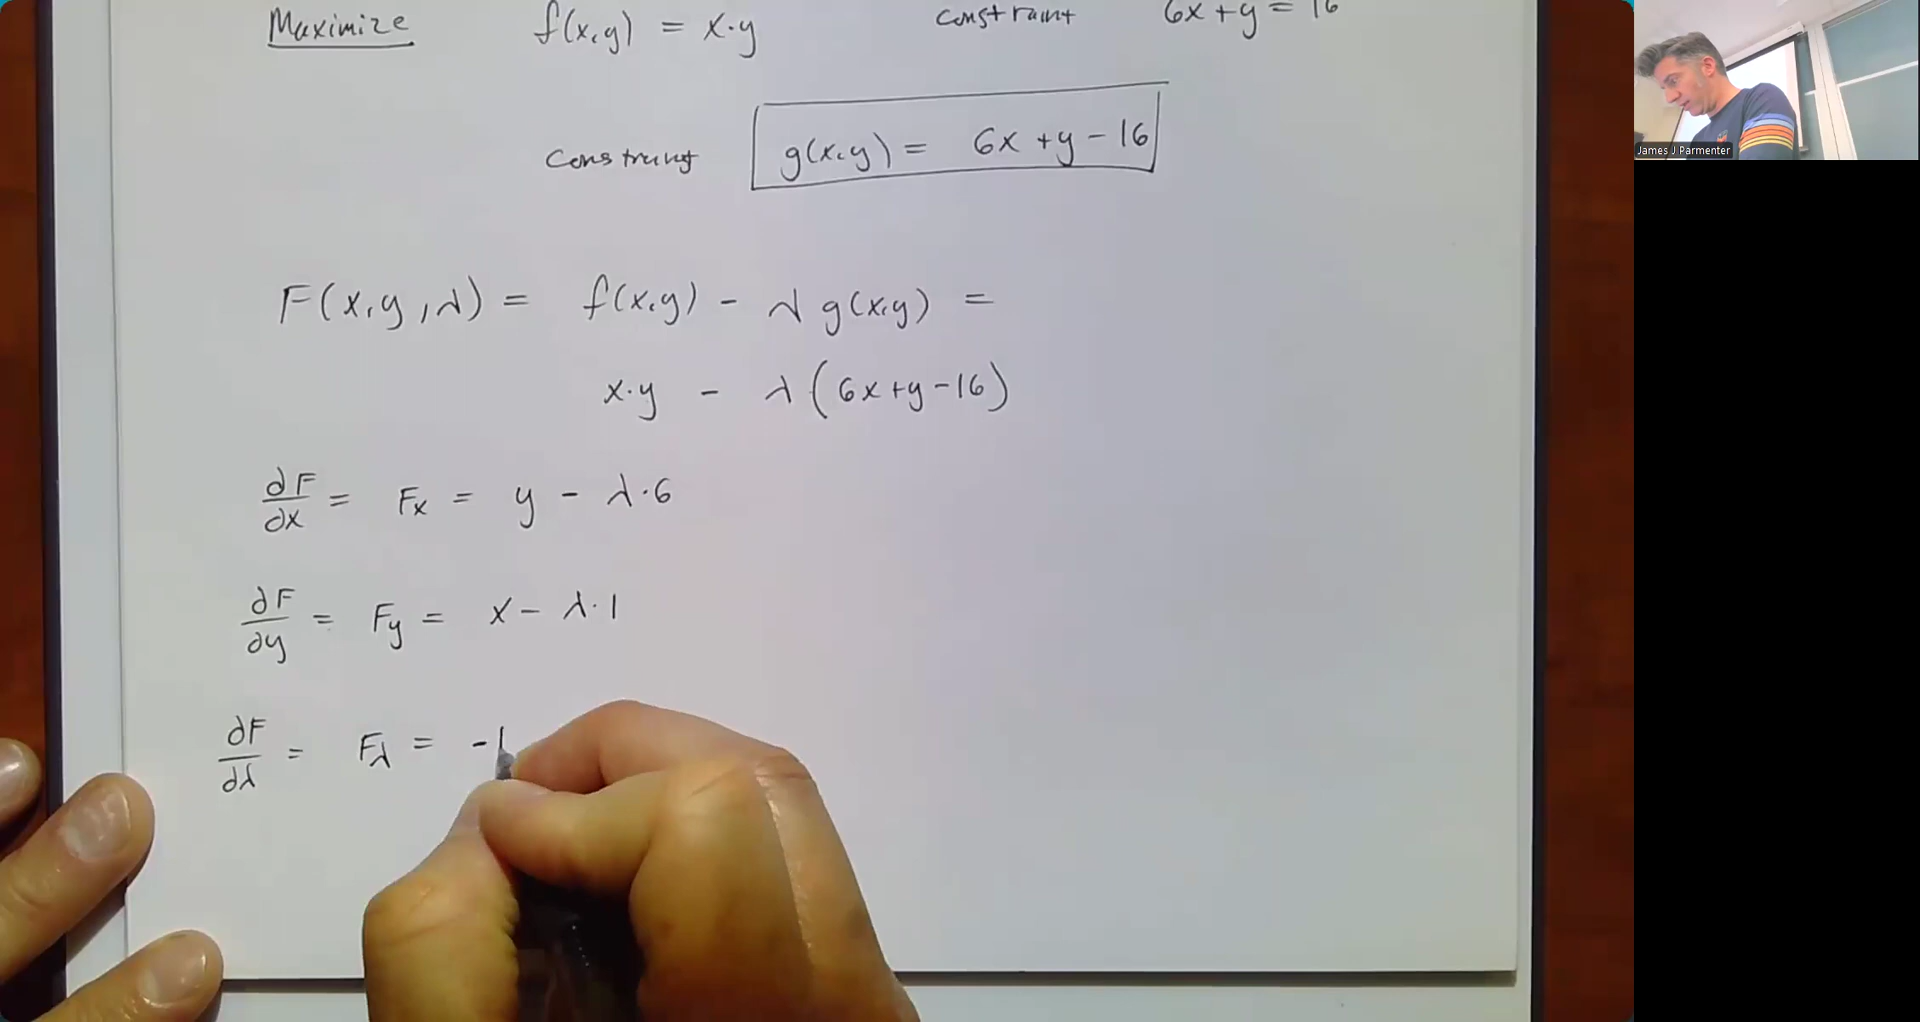 Maximize f(x,y) = x·y constraint 6x+y = 16
Constraint g(x,y) = 6x+y-16
F(x,y,λ) = f(x,y) - λ g(x,y) =
x·y - λ(6x+y-16)
∂F/∂x = Fx = y - λ·6
∂F/∂y = Fy = x - λ·1
∂F/∂λ = Fλ = -1
James J Parmenter